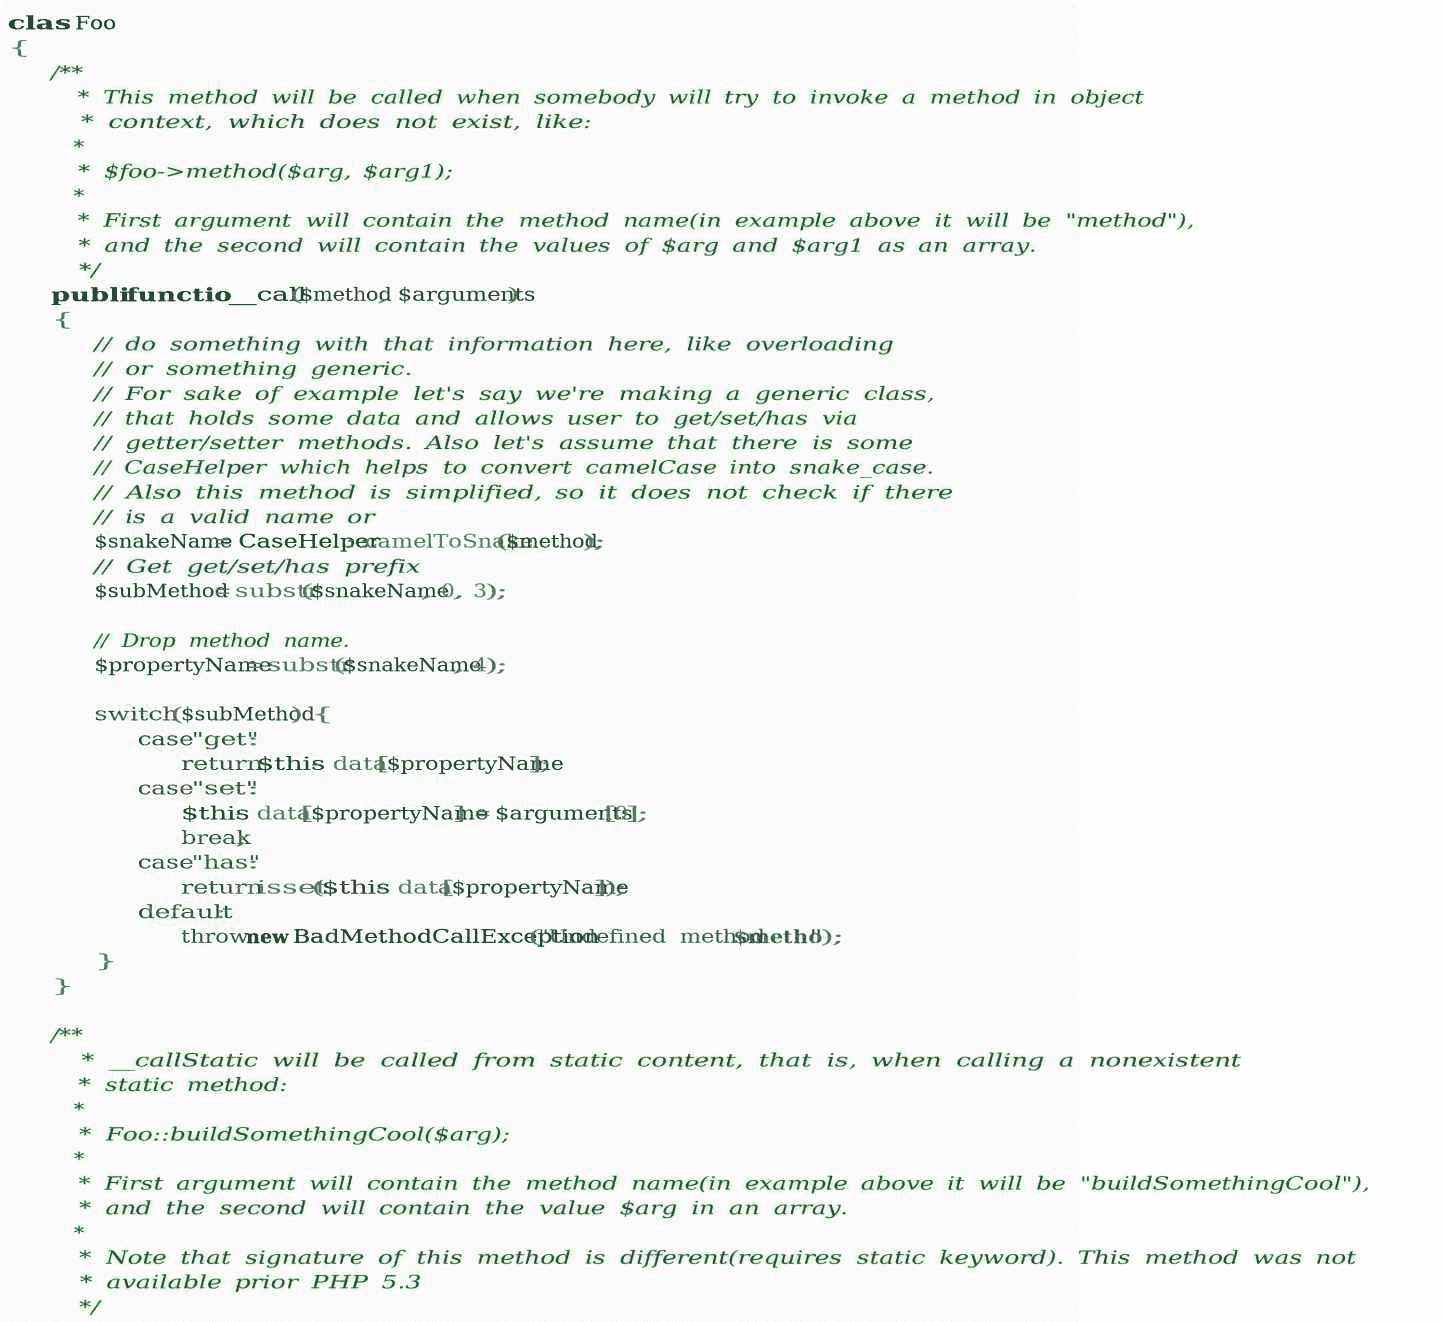 clas Foo
{
/**
* This method will be called when somebody will try to invoke a method in object
* context, which does not exist, like:
*
* $foo->method($arg, $arg1);
*
* First argument will contain the method name(in example above it will be "method"),
* and the second will contain the values of $arg and $arg1 as an array.
*/
publifunctio__call($method, $arguments)
{
// do something with that information here, like overloading
// or something generic.
// For sake of example let's say we're making a generic class,
// that holds some data and allows user to get/set/has via
// getter/setter methods. Also let's assume that there is some
// CaseHelper which helps to convert camelCase into snake_case.
// Also this method is simplified, so it does not check if there
// is a valid name or
$snakeName= CaseHelper camelToSnake($method);
// Get get/set/has prefix
$subMethod= substr($snakeName, 0, 3);
// Drop method name.
$propertyName=substr($snakeName, 4);
switch($subMethod){
case"get":
return$this data[$propertyName];
case"set":
$this data[$propertyName]= $arguments[0];
break;
case"has":
returnisset($this data[$propertyName]);
default:
thrownew BadMethodCallException("Undefined method $metho");
}
}
/**
* __callStatic will be called from static content, that is, when calling a nonexistent
* static method:
*
* Foo::buildSomethingCool($arg);
*
* First argument will contain the method name(in example above it will be "buildSomethingCool"),
* and the second will contain the value $arg in an array.
*
* Note that signature of this method is different(requires static keyword). This method was not
* available prior PHP 5.3
*/